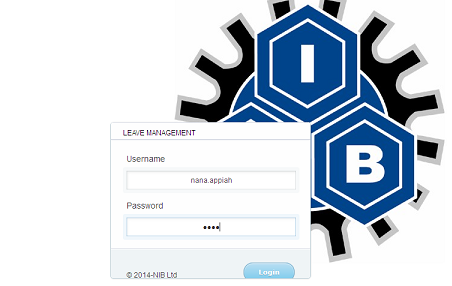 I
B
LEAVE MANAGEMENT
Username
nana.appiah
Password
••••
© 2014-NIB Ltd
Login